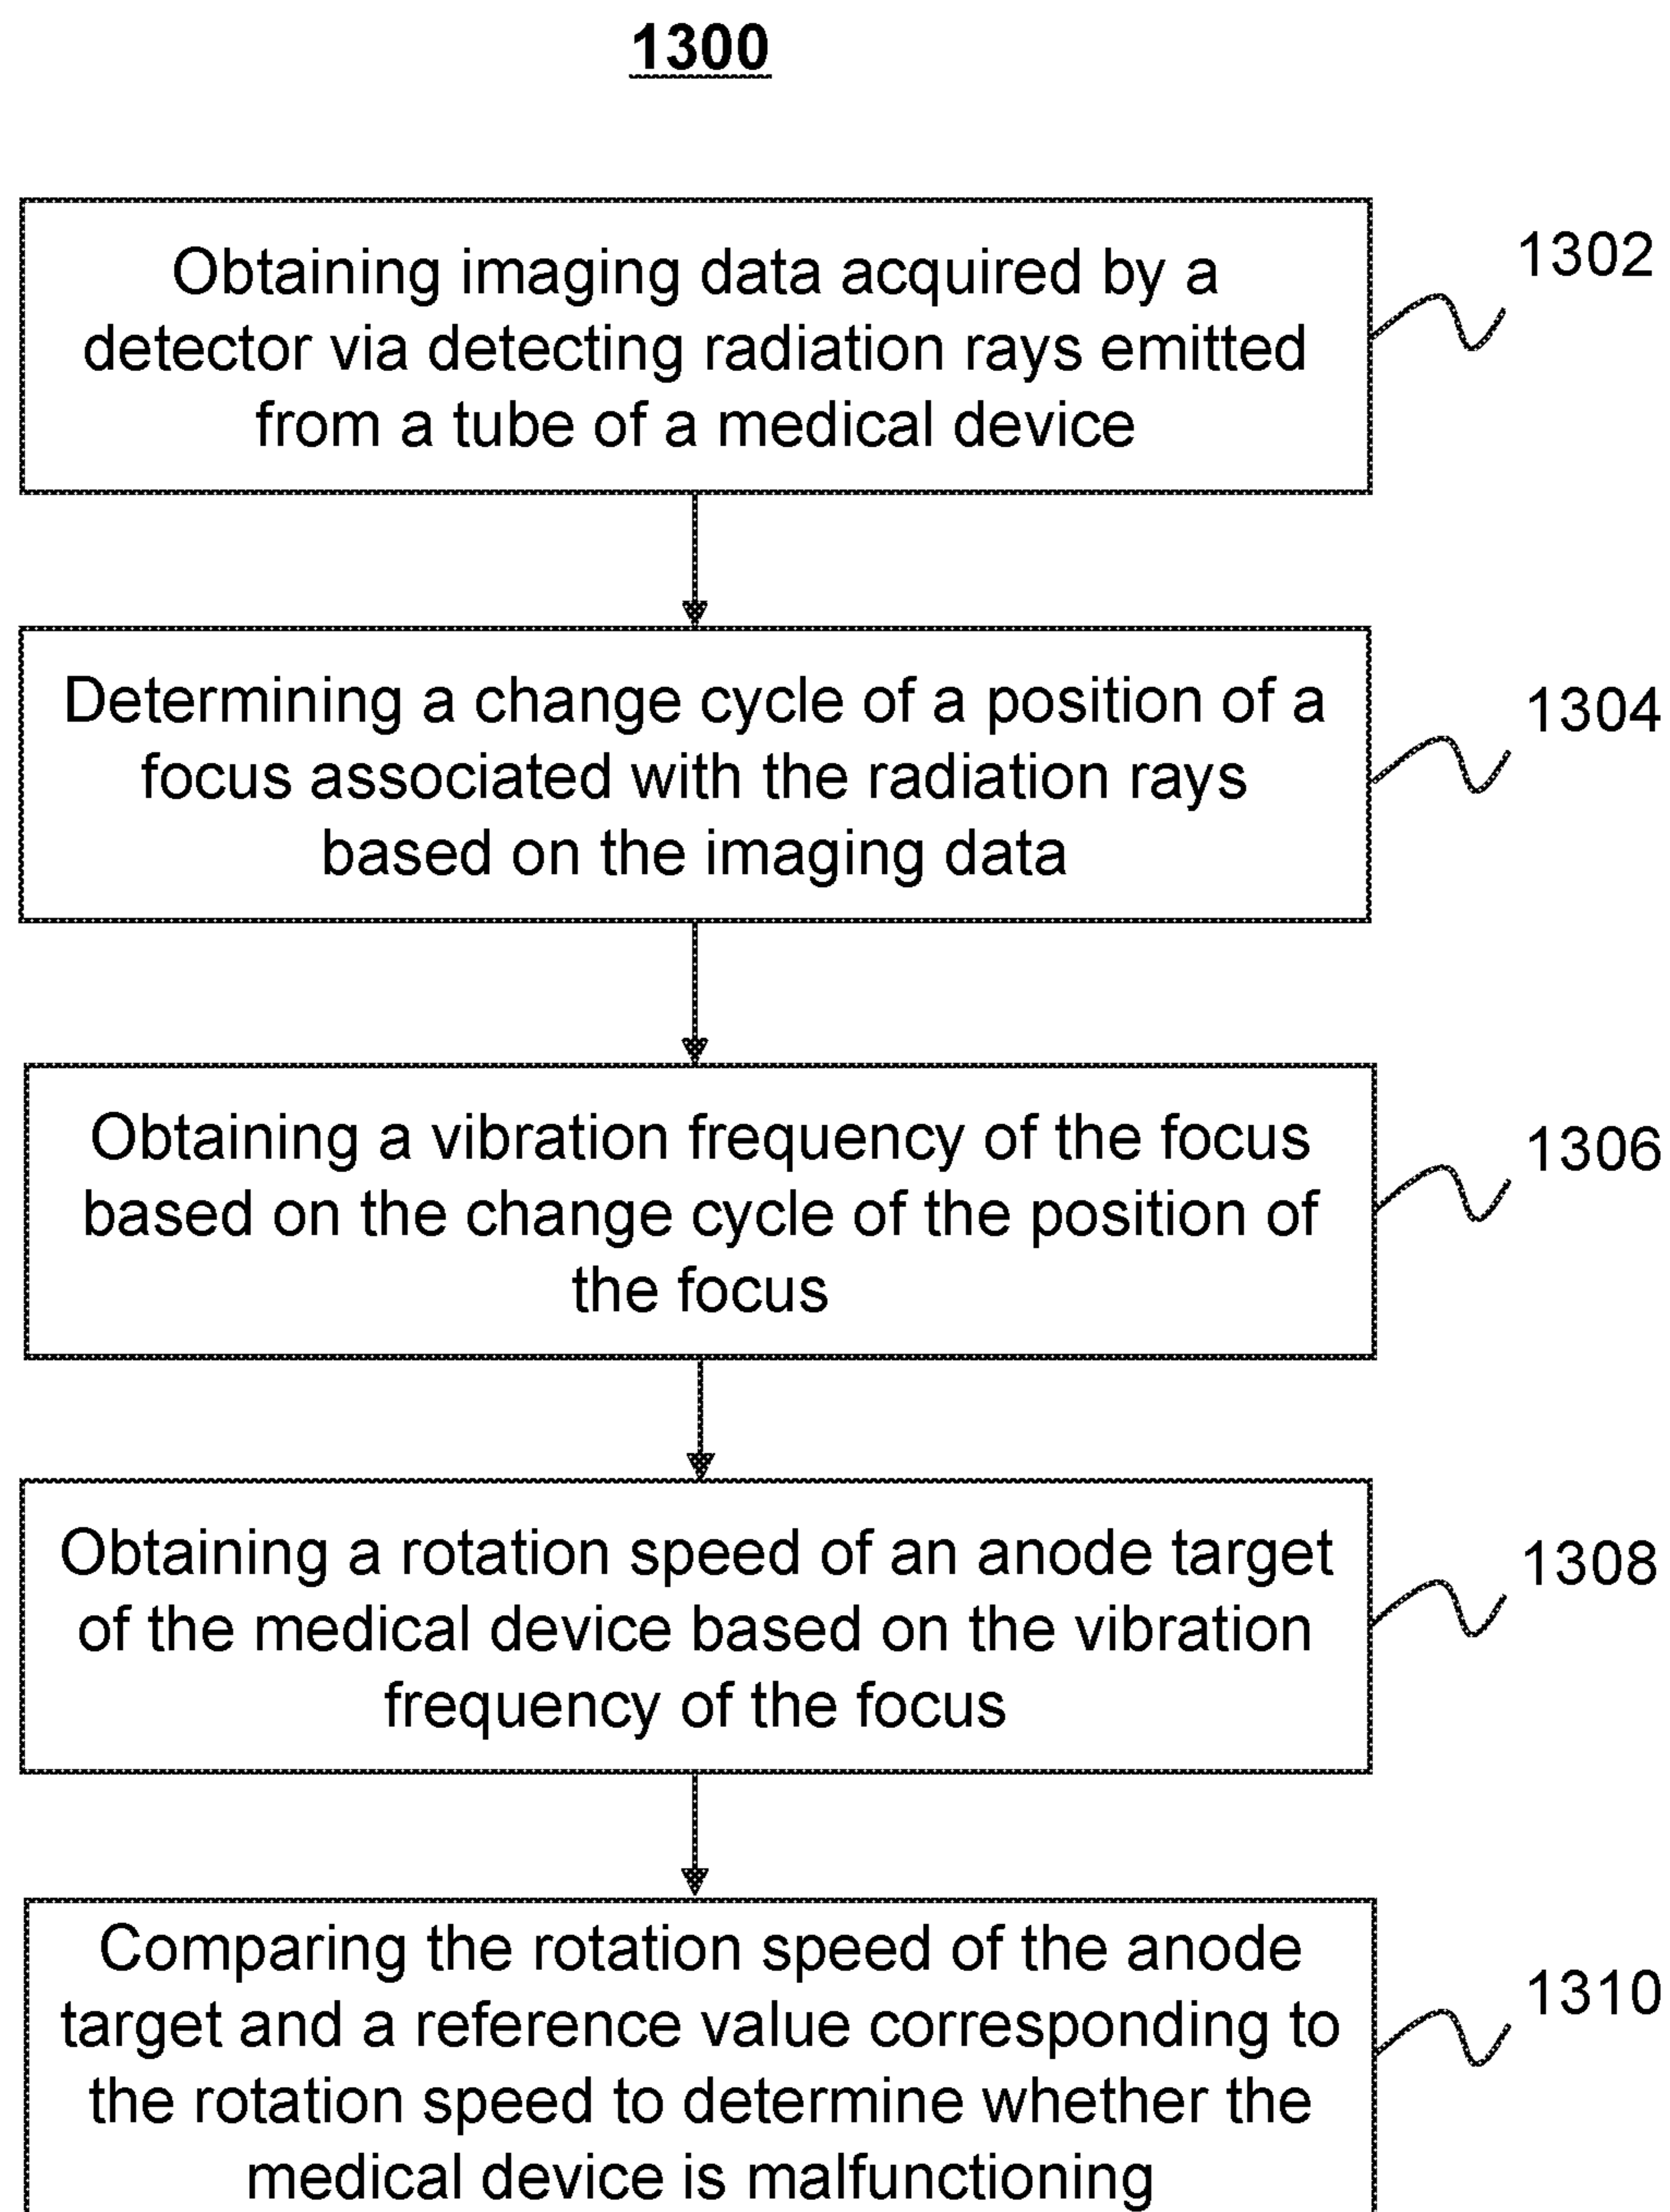 1300
Obtaining imaging data acquired by a
detector via detecting radiation rays emitted
from a tube of a medical device
1302
Determining a change cycle of a position of a
focus associated with the radiation rays
based on the imaging data
1304
Obtaining a vibration frequency of the focus
based on the change cycle of the position of
the focus
1306
Obtaining a rotation speed of an anode target
of the medical device based on the vibration
frequency of the focus
1308
Comparing the rotation speed of the anode
target and a reference value corresponding to
the rotation speed to determine whether the
medical device is malfunctioning
1310